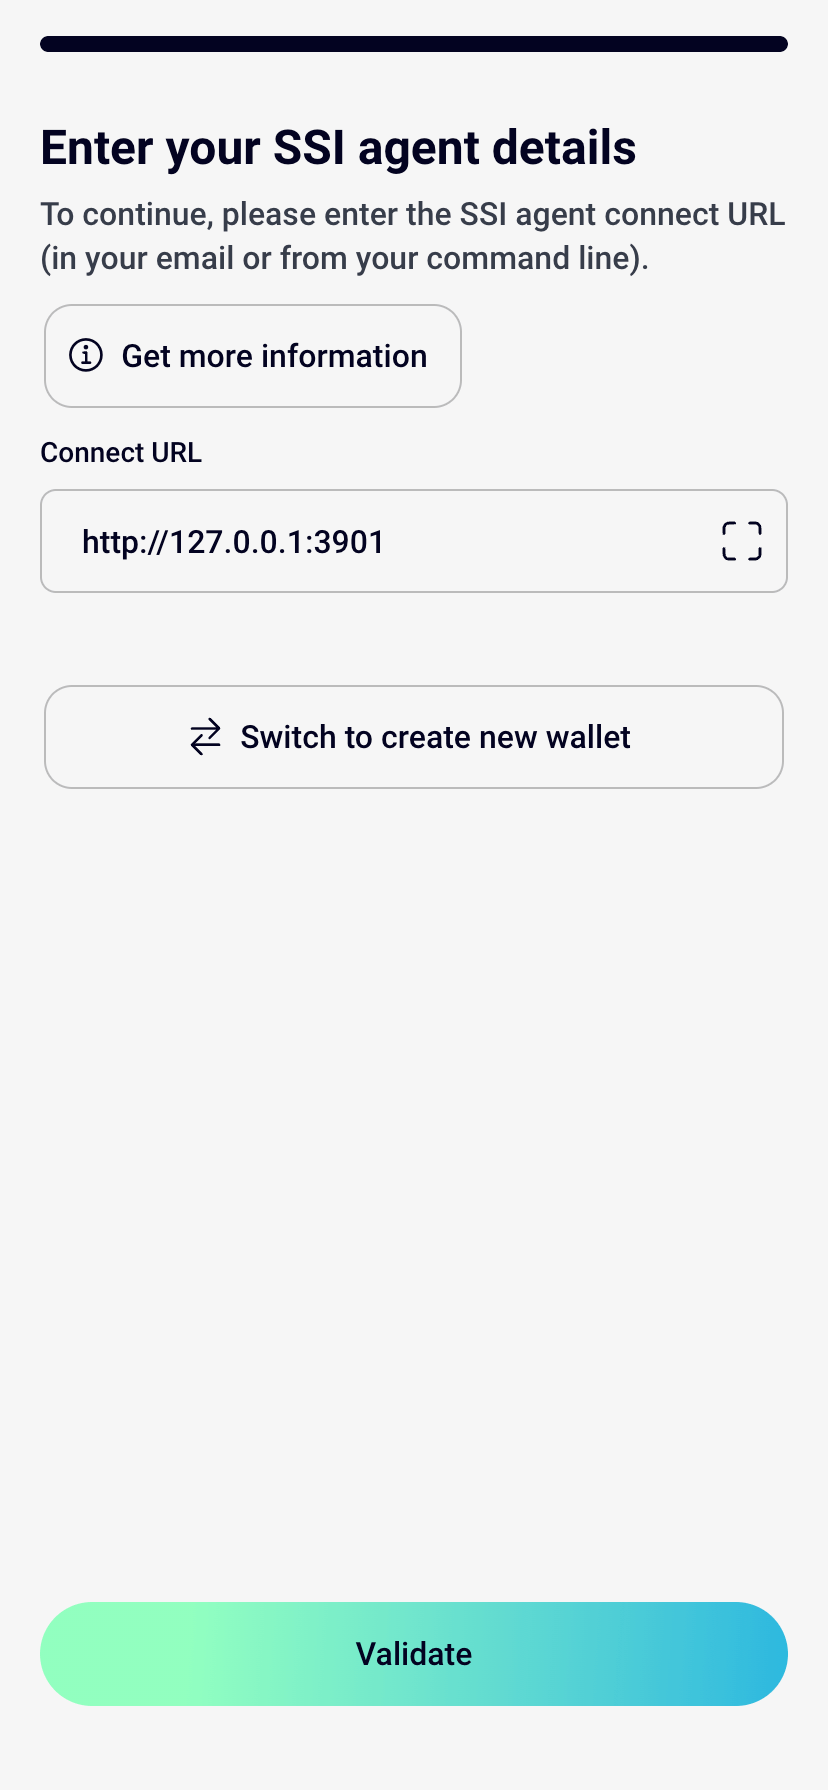 Enter your SSI agent details
To continue, please enter the SSI agent connect URL
(in your email or from your command line).
Get more information
Connect URL
http://127.0.0.1:3901
Switch to create new wallet
Validate